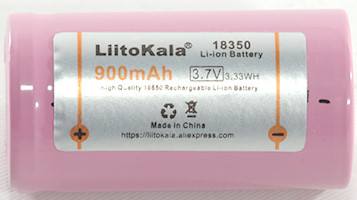 LiitoKala 18350
Li-ion Battery
900mAh 3.7V 3.33WH
high Quality 18650 Rechargeable Li-ion Battery
Made in China
+ https://liitokala.aliexpress.com -